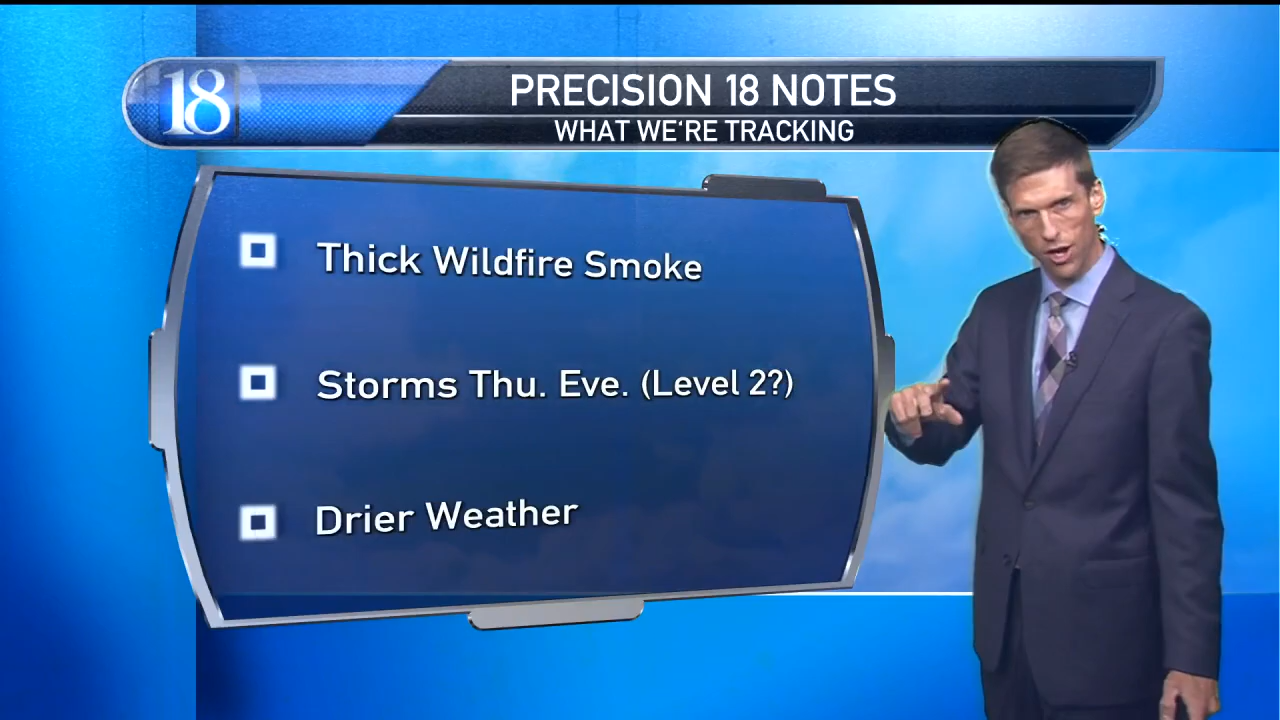 18
PRECISION 18 NOTES
WHAT WE'RE TRACKING
Thick Wildfire Smoke
Storms Thu. Eve. (Level 2?)
Drier Weather